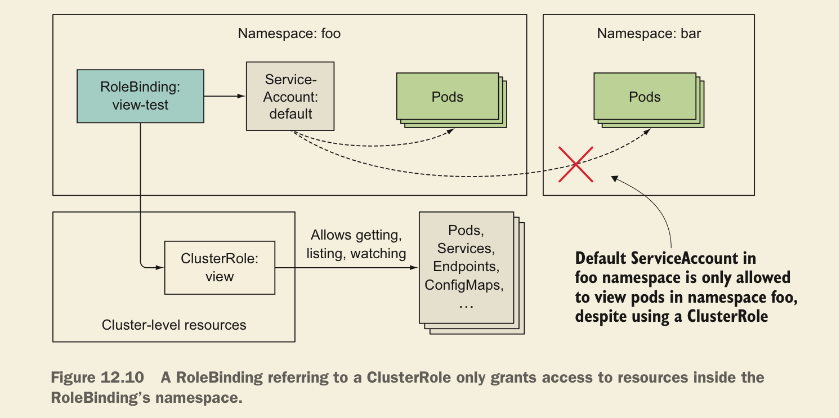 Namespace: foo
Namespace: bar
RoleBinding:
view-test
Service-
Account:
default
Pods
Pods
ClusterRole:
view
Cluster-level resources
Allows getting,
listing, watching
Pods,
Services,
Endpoints,
ConfigMaps,
…
Default ServiceAccount in
foo namespace is only allowed
to view pods in namespace foo,
despite using a ClusterRole
Figure 12.10 A RoleBinding referring to a ClusterRole only grants access to resources inside the
RoleBinding’s namespace.